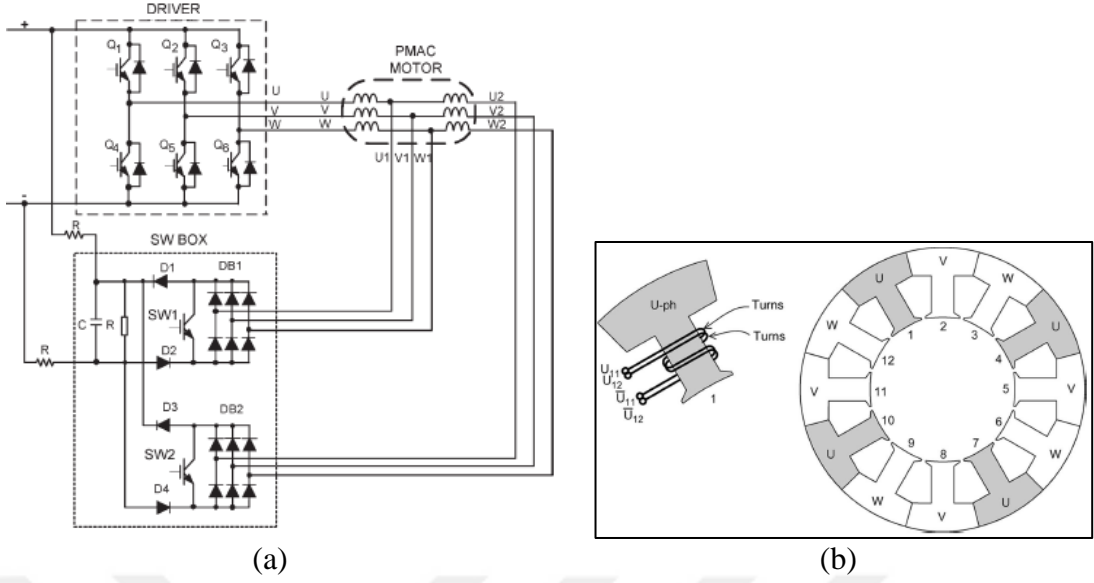 DRIVER
+
Q1 Q2 Q3
PMAC
MOTOR
U U U2
V V V2
W W W2
Q4 Q5 Q6
U1 V1 W1
-
R
SW BOX
D1 DB1
SW1
C R
R D2
D3 DB2
SW2
D4
(a)
U-ph
Turns
Turns
U11
U12
U̅11
U̅12
1
U V W
W U
1 2 3
12 4
V 11 5 V
10 6
9 8 7
U W
W V U
(b)